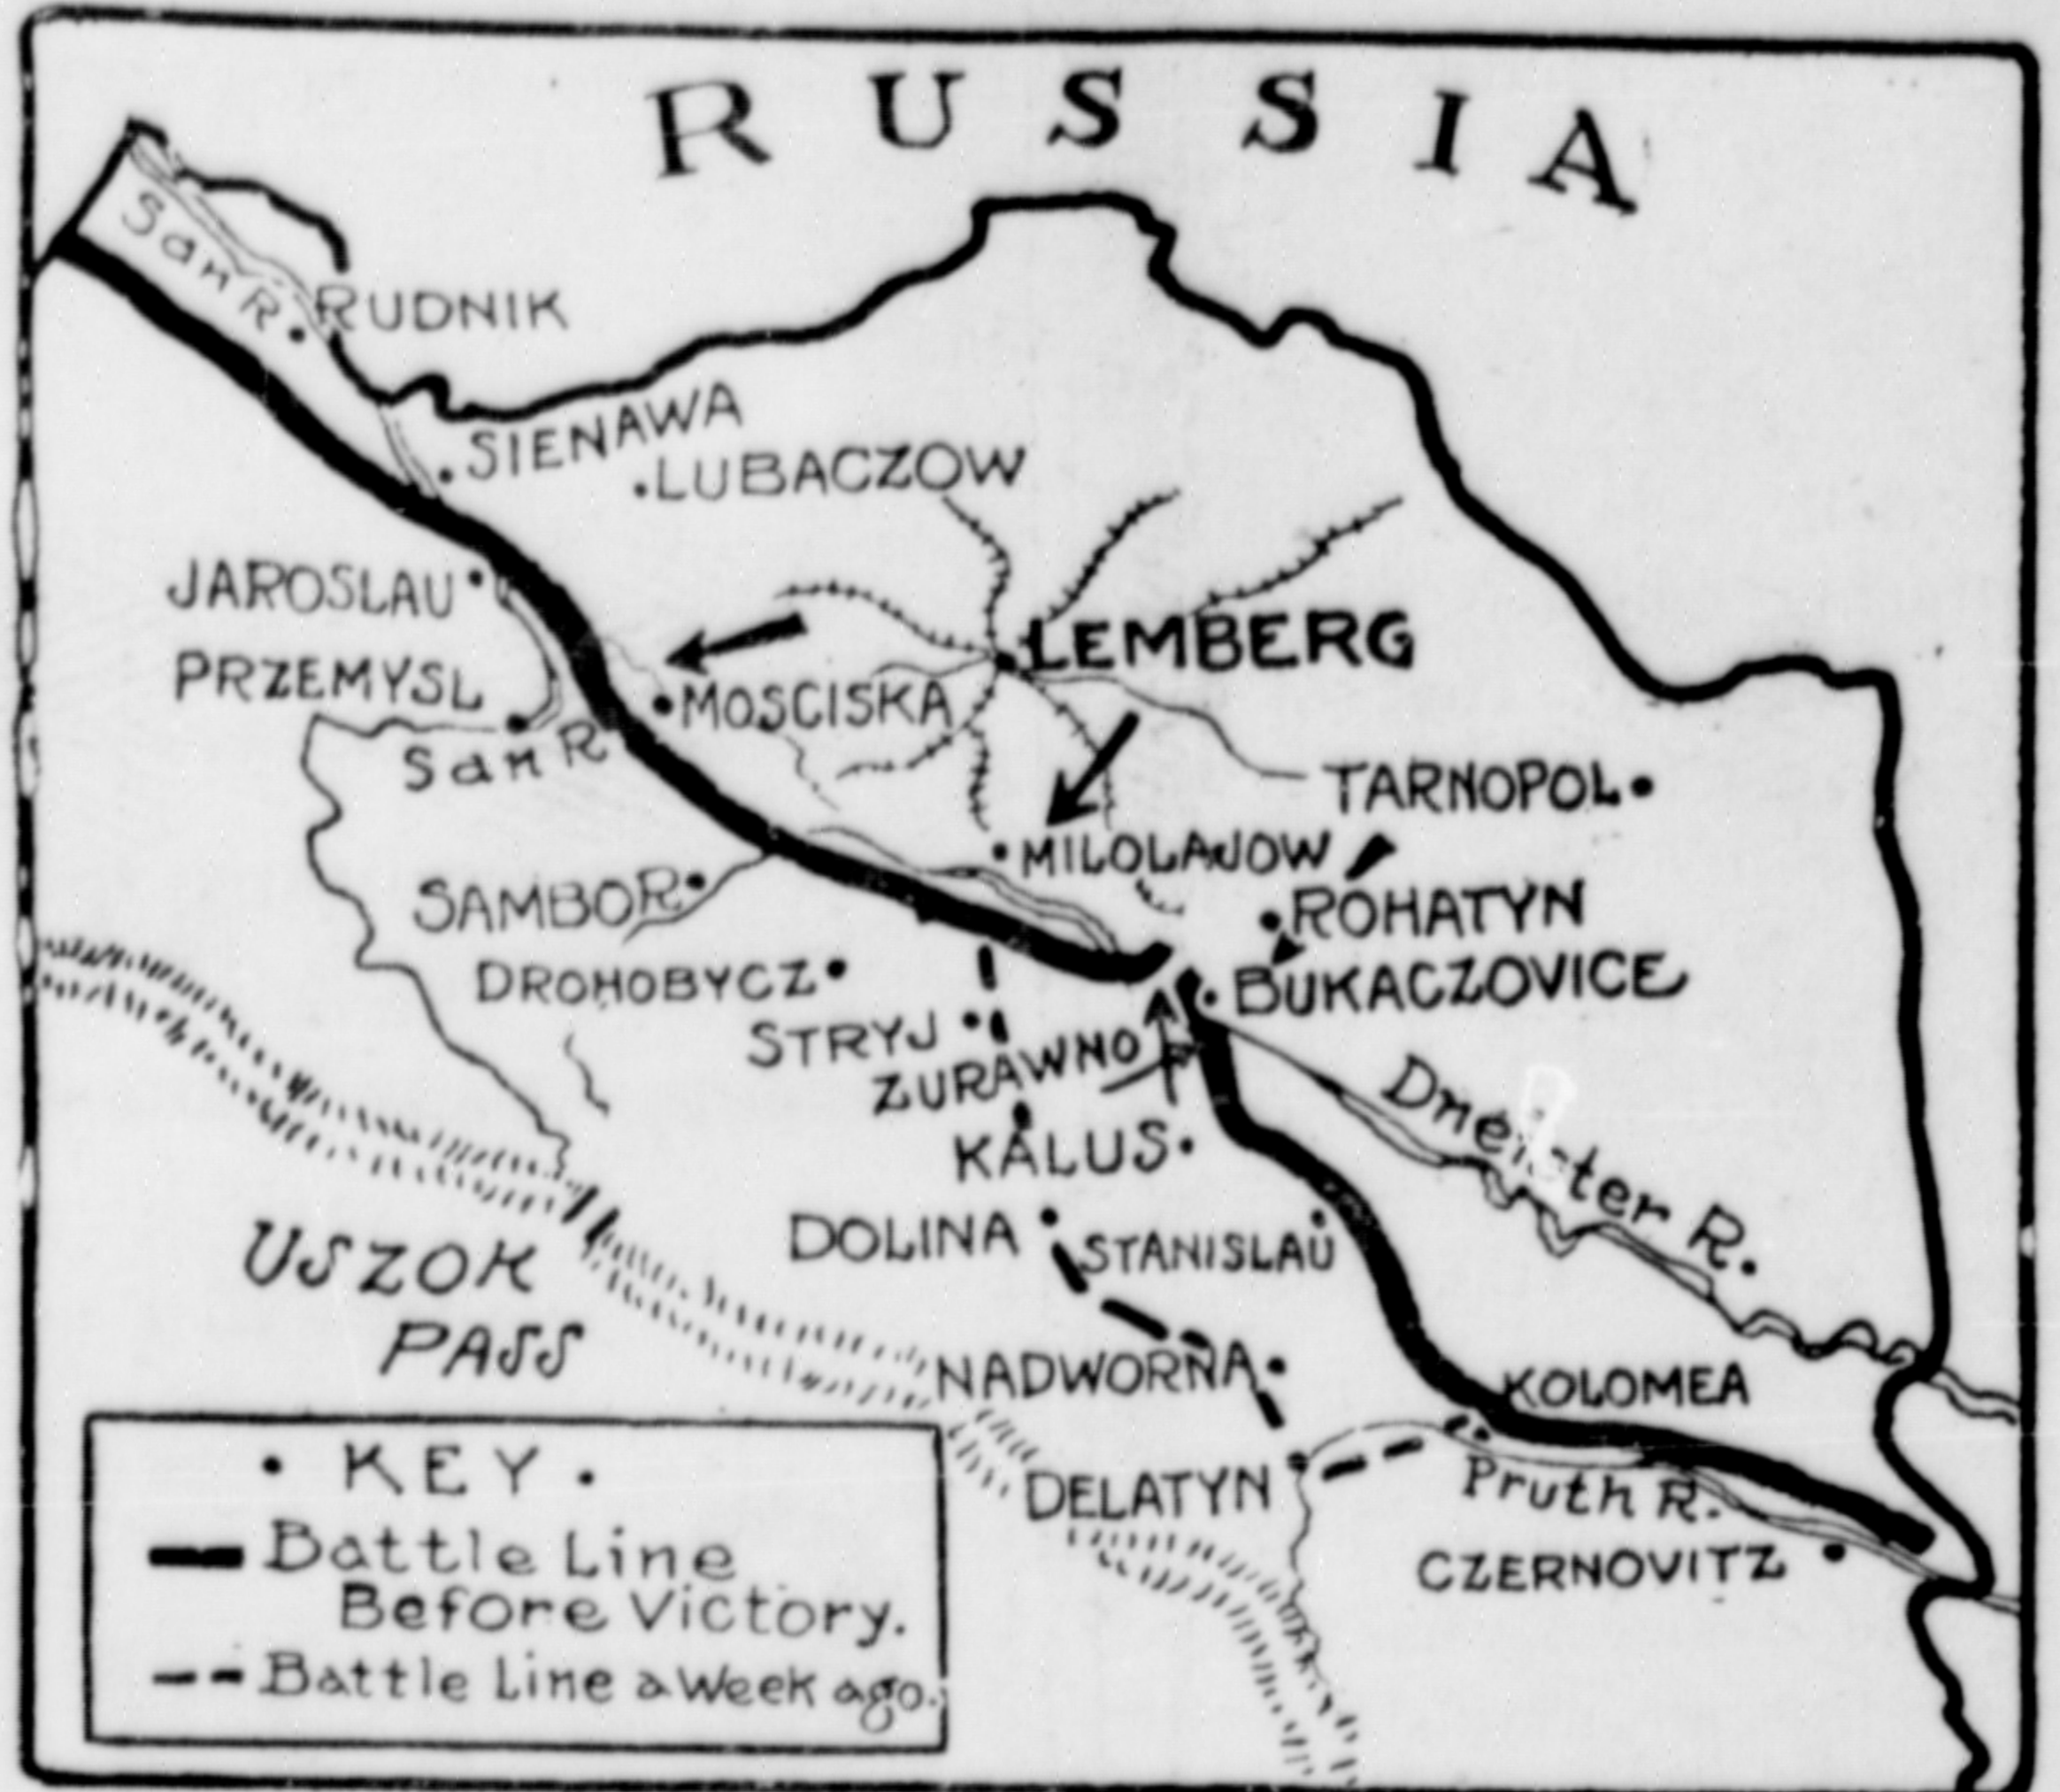 RUSSIA
San R.
RUDNIK
SIENAWA
LUBACZOW
JAROSLAU
LEMBERG
PRZEMYSL
MOSCISKA
San R
TARNOPOL
MILOLAJOW
SAMBOR
ROHATYN
DROHOBYCZ
BUKACZOVICE
STRYJ
ZURAWNO
Dneister R.
KALUS
DOLINA
STANISLAU
USZOK
PASS
NADWORNA
KOLOMEA
DELATYN
Pruth R.
CZERNOVITZ
KEY
Battle Line
Before Victory.
Battle Line a Week ago.